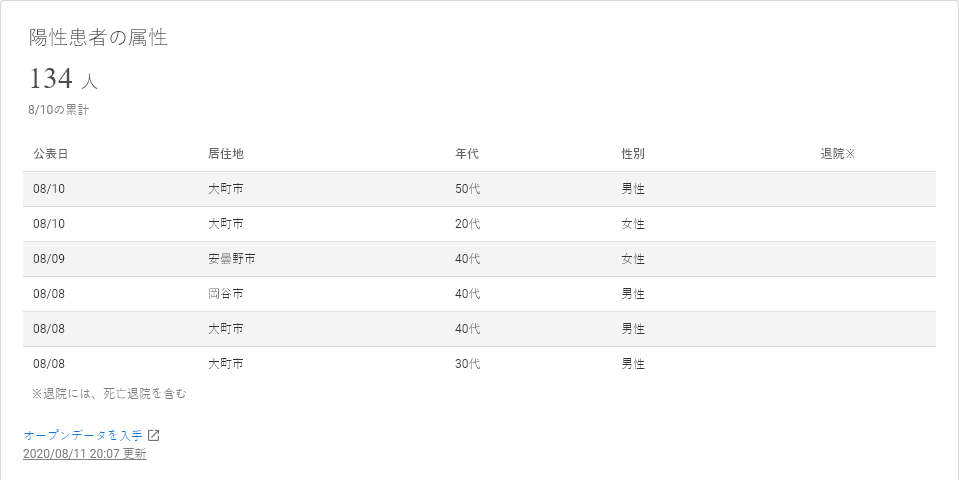 陽性患者の属性
134 人
8/10の累計
公表日 居住地 年代 性別 退院※
08/10 大町市 50代 男性
08/10 大町市 20代 女性
08/09 安曇野市 40代 女性
08/08 岡谷市 40代 男性
08/08 大町市 40代 男性
08/08 大町市 30代 男性
※退院には、死亡退院を含む
オープンデータを入手
2020/08/11 20:07 更新